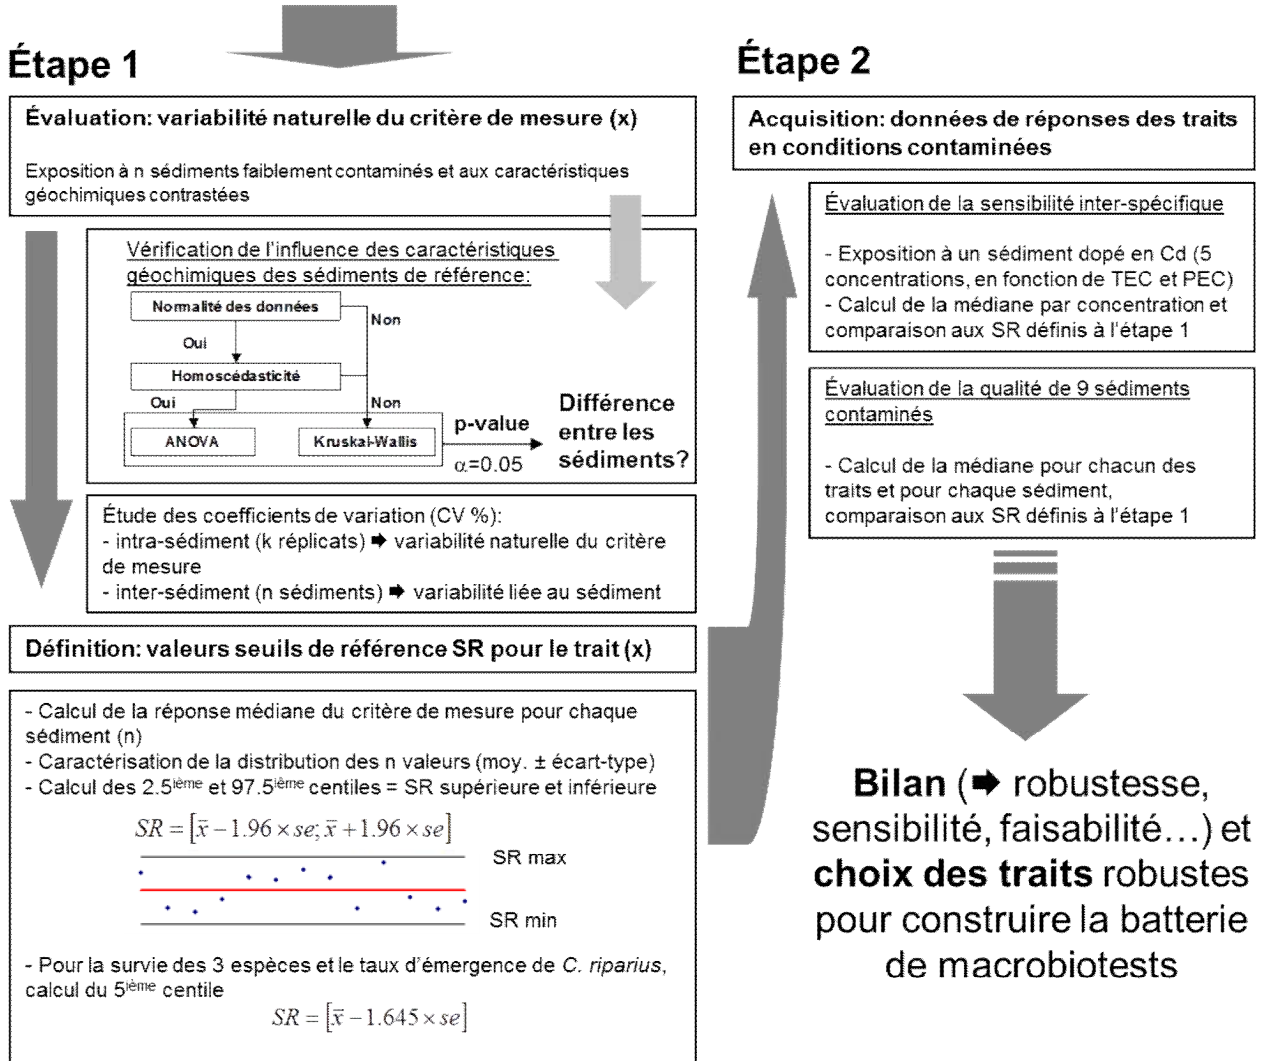 Étape 1
Évaluation: variabilité naturelle du critère de mesure (x)
Exposition à n sédiments faiblement contaminés et aux caractéristiques
géochimiques contrastées
Vérification de l'influence des caractéristiques
géochimiques des sédiments de référence:
Normalité des données
Non
Oui
Homoscédasticité
Oui
Non
ANOVA
Kruskal-Wallis
p-value
α=0.05
Différence
entre les
sédiments?
Étude des coefficients de variation (CV %):
- intra-sédiment (k réplicats) 🡆 variabilité naturelle du critère
de mesure
- inter-sédiment (n sédiments) 🡆 variabilité liée au sédiment
Définition: valeurs seuils de référence SR pour le trait (x)
- Calcul de la réponse médiane du critère de mesure pour chaque
sédiment (n)
- Caractérisation de la distribution des n valeurs (moy. ± écart-type)
- Calcul des 2.5ième et 97.5ième centiles = SR supérieure et inférieure
SR = [x̄ − 1.96 × se; x̄ + 1.96 × se]
SR max
SR min
- Pour la survie des 3 espèces et le taux d'émergence de C. riparius,
calcul du 5ième centile
SR = [x̄ − 1.645 × se]
Étape 2
Acquisition: données de réponses des traits
en conditions contaminées
Évaluation de la sensibilité inter-spécifique
- Exposition à un sédiment dopé en Cd (5
concentrations, en fonction de TEC et PEC)
- Calcul de la médiane par concentration et
comparaison aux SR définis à l'étape 1
Évaluation de la qualité de 9 sédiments
contaminés
- Calcul de la médiane pour chacun des
traits et pour chaque sédiment,
comparaison aux SR définis à l'étape 1
Bilan (🡆 robustesse,
sensibilité, faisabilité…) et
choix des traits robustes
pour construire la batterie
de macrobiotests